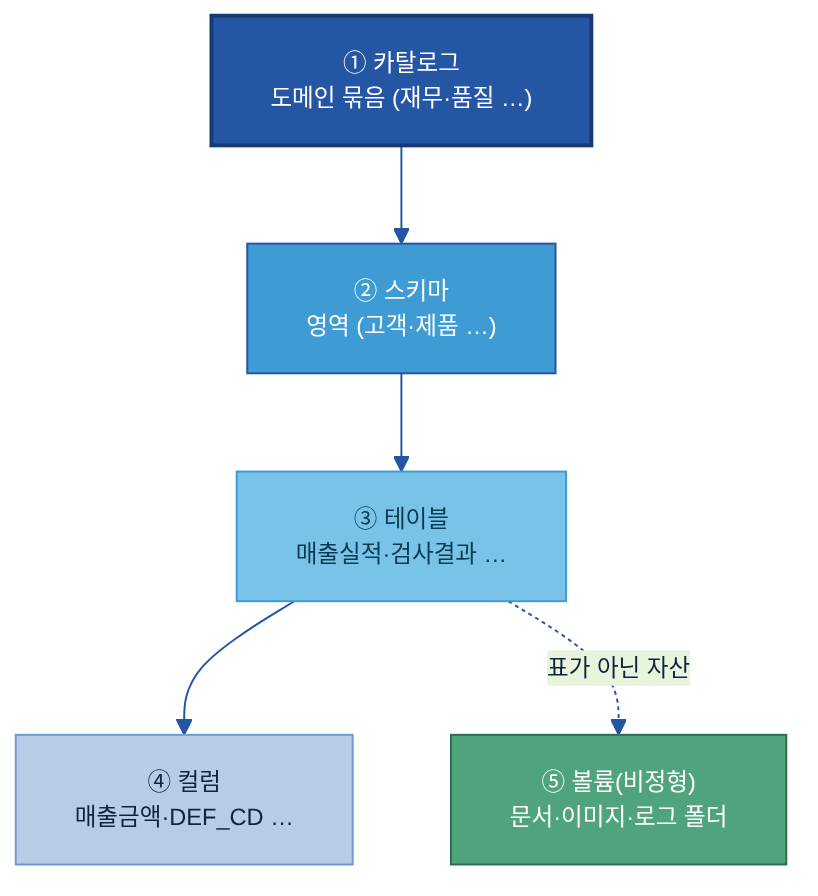 ① 카탈로그
도메인 묶음 (재무·품질 …)
② 스키마
영역 (고객·제품 …)
③ 테이블
매출실적·검사결과 …
표가 아닌 자산
④ 컬럼
매출금액·DEF_CD …
⑤ 볼륨(비정형)
문서·이미지·로그 폴더